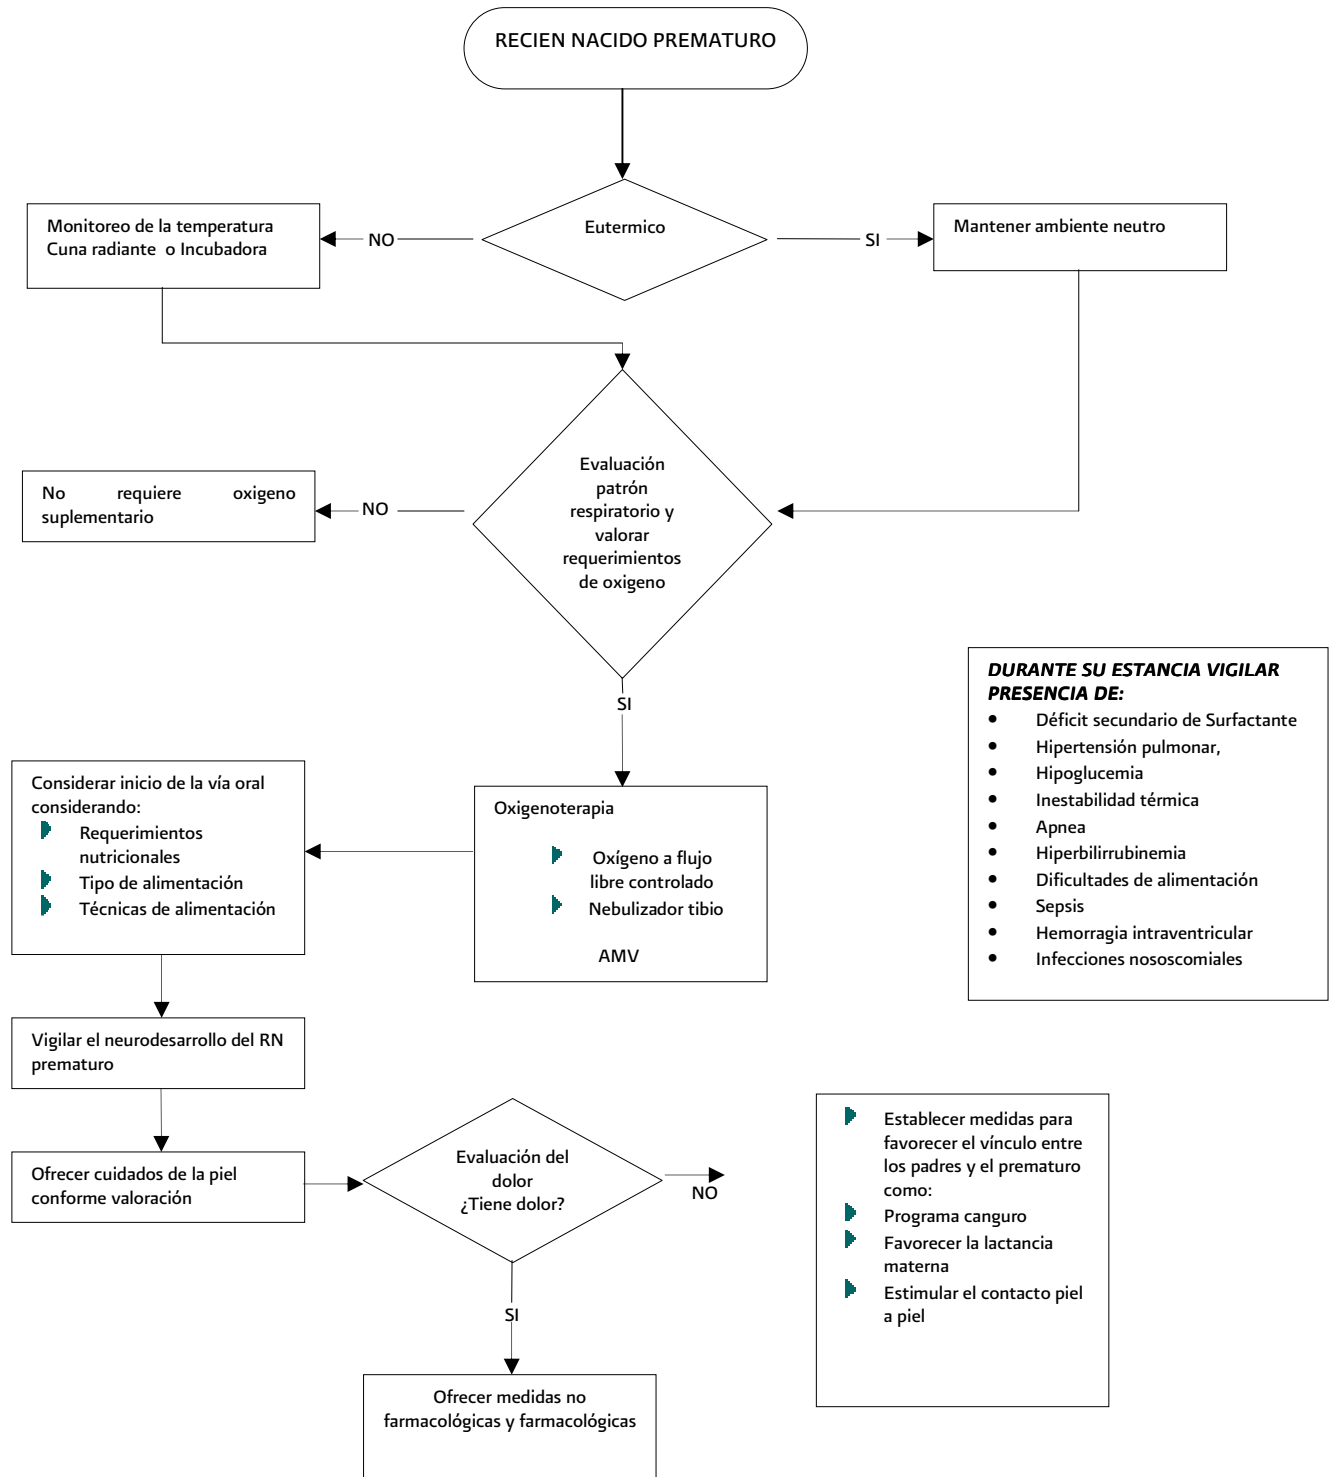 RECIEN NACIDO PREMATURO
Eutermico
Monitoreo de la temperatura
Cuna radiante  o Incubadora
NO
SI
Mantener ambiente neutro
Evaluación
patrón
respiratorio y
valorar
requerimientos
de oxigeno
No requiere oxigeno
suplementario
NO
SI
DURANTE SU ESTANCIA VIGILAR
PRESENCIA DE:
• Déficit secundario de Surfactante
• Hipertensión pulmonar,
• Hipoglucemia
• Inestabilidad térmica
• Apnea
• Hiperbilirrubinemia
• Dificultades de alimentación
• Sepsis
• Hemorragia intraventricular
• Infecciones nososcomiales
Oxigenoterapia
Oxígeno a flujo
libre controlado
Nebulizador tibio
AMV
Considerar inicio de la vía oral
considerando:
Requerimientos
nutricionales
Tipo de alimentación
Técnicas de alimentación
Vigilar el neurodesarrollo del RN
prematuro
Ofrecer cuidados de la piel
conforme valoración
Evaluación del
dolor
¿Tiene dolor?
NO
SI
Ofrecer medidas no
farmacológicas y farmacológicas
Establecer medidas para
favorecer el vínculo entre
los padres y el prematuro
como:
Programa canguro
Favorecer la lactancia
materna
Estimular el contacto piel
a piel